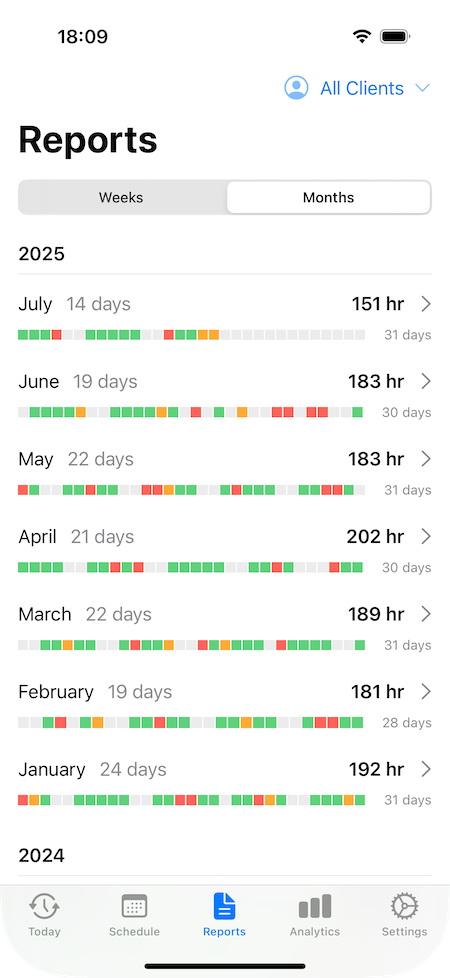 18:09
All Clients
Reports
Weeks Months
2025
July 14 days 151 hr
31 days
June 19 days 183 hr
30 days
May 22 days 183 hr
31 days
April 21 days 202 hr
30 days
March 22 days 189 hr
31 days
February 19 days 181 hr
28 days
January 24 days 192 hr
31 days
2024
Today Schedule Reports Analytics Settings